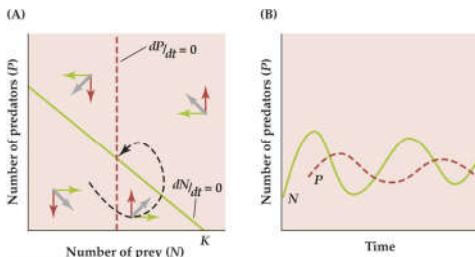 (A)
Number of predators (P)
dP/dt = 0
dN/dt = 0
K
Number of prey (N)
(B)
Number of predators (P)
N
P
Time